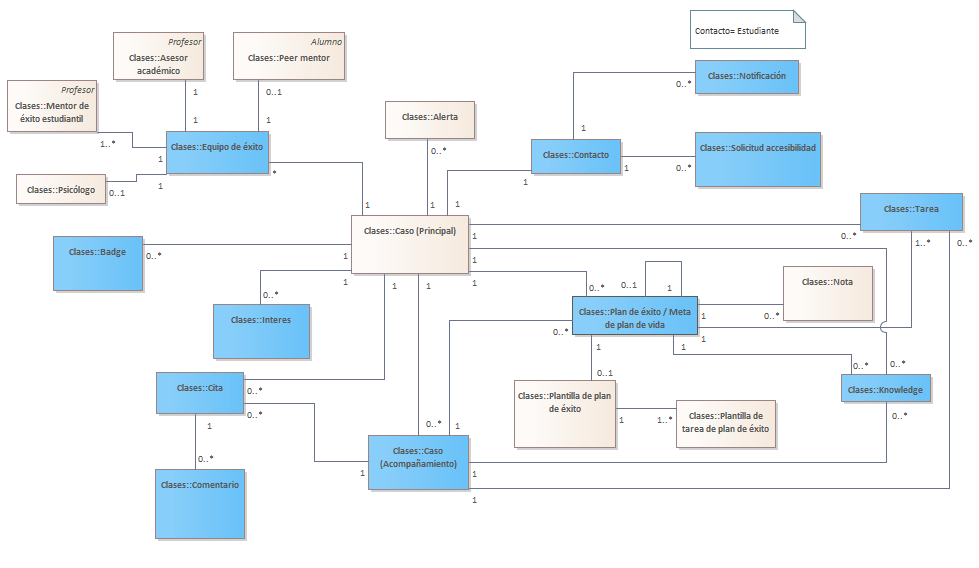 Contacto= Estudiante
Profesor
Clases::Asesor
académico
Alumno
Clases::Peer mentor
Profesor
Clases::Mentor de
éxito estudiantil
Clases::Alerta
Clases::Notificación
Clases::Equipo de éxito
Clases::Contacto
Clases::Solicitud accesibilidad
Clases::Psicólogo
Clases::Tarea
Clases::Caso (Principal)
Clases::Badge
Clases::Interes
Clases::Plan de éxito / Meta
de plan de vida
Clases::Nota
Clases::Cita
Clases::Plantilla de plan
de éxito
Clases::Plantilla de
tarea de plan de éxito
Clases::Knowledge
Clases::Caso
(Acompañamiento)
Clases::Comentario
1
1
0..1
1
1..*
1
0..1
1
*
1
0..*
1
1
1
1
0..*
1
0..*
1
0..*
1..*
0..*
1
0..*
1
0..*
1
1
0..*
0..1
1
1
0..*
1
1
0..*
0..*
1
0..1
1
1..*
0..*
1
0..*
1
0..*
0..*
1
0..*
1
1
0..*
1
1